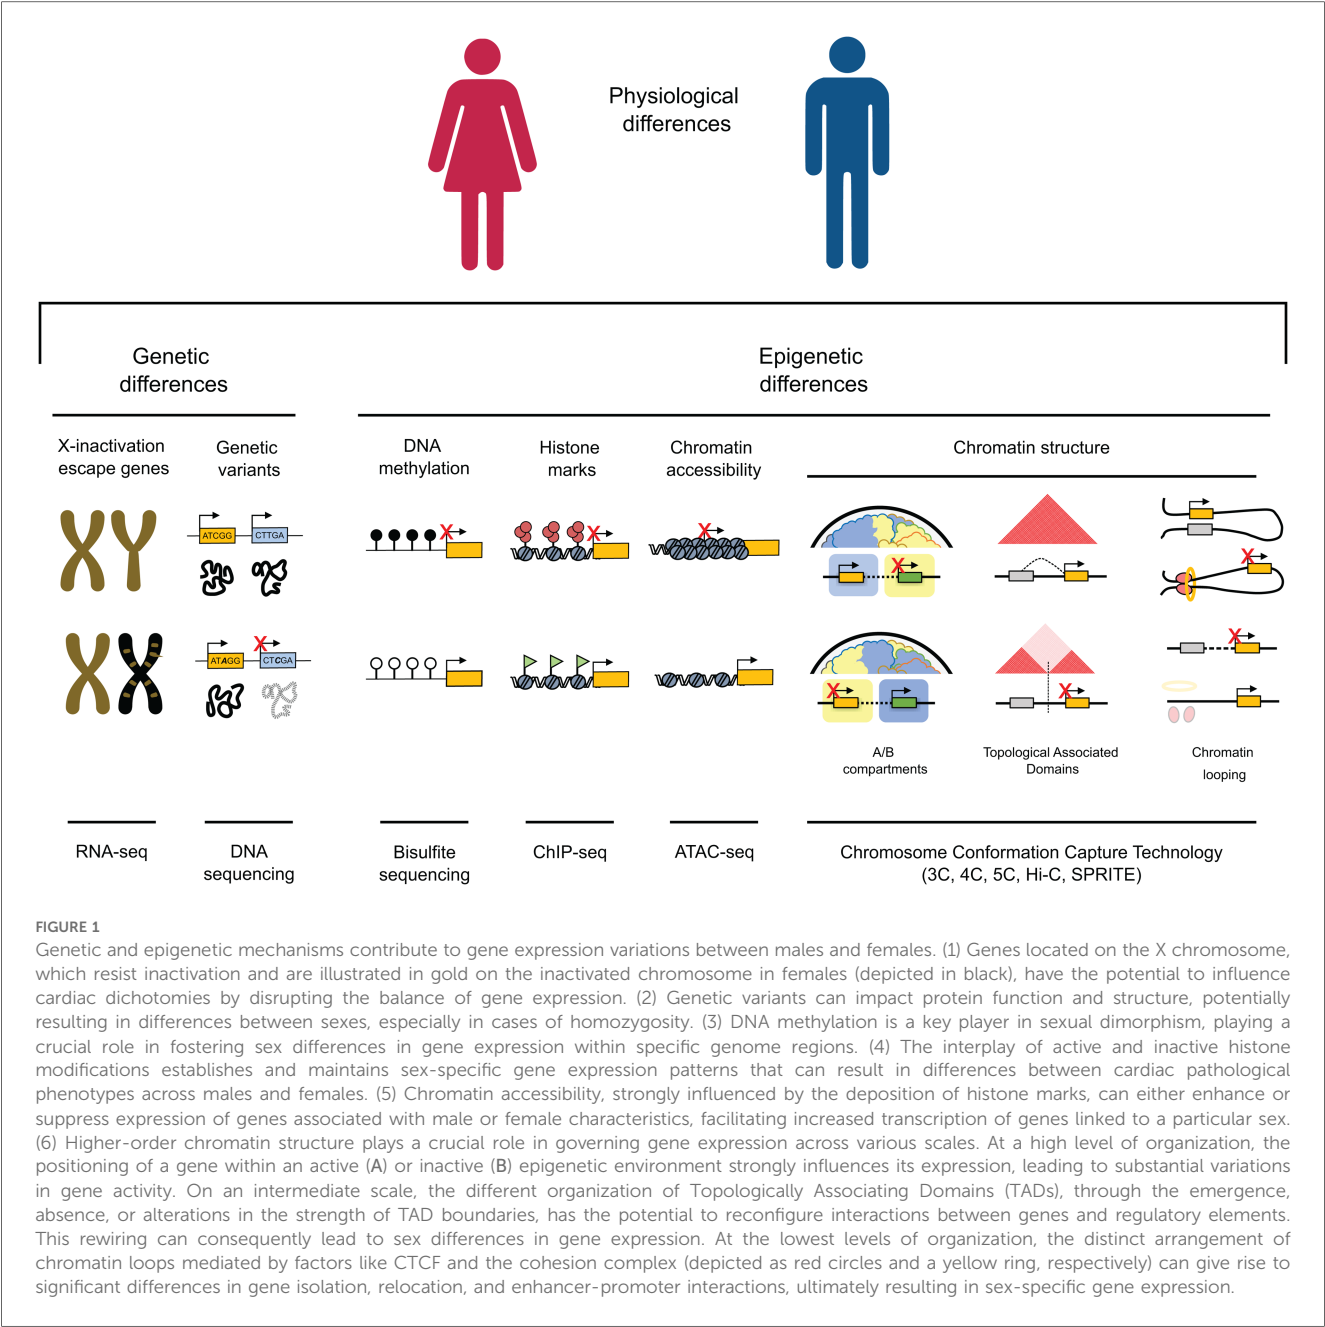 Physiological
differences
Genetic
differences
Epigenetic
differences
X-inactivation
escape genes
Genetic
variants
DNA
methylation
Histone
marks
Chromatin
accessibility
Chromatin structure
ATCGG
CTTGA
X
X
X
X
X
ATAGG
CTCGA
X
X
X
X
A/B
compartments
Topological Associated
Domains
Chromatin
looping
RNA-seq
DNA
sequencing
Bisulfite
sequencing
ChIP-seq
ATAC-seq
Chromosome Conformation Capture Technology
(3C, 4C, 5C, Hi-C, SPRITE)
FIGURE 1
Genetic and epigenetic mechanisms contribute to gene expression variations between males and females. (1) Genes located on the X chromosome,
which resist inactivation and are illustrated in gold on the inactivated chromosome in females (depicted in black), have the potential to influence
cardiac dichotomies by disrupting the balance of gene expression. (2) Genetic variants can impact protein function and structure, potentially
resulting in differences between sexes, especially in cases of homozygosity. (3) DNA methylation is a key player in sexual dimorphism, playing a
crucial role in fostering sex differences in gene expression within specific genome regions. (4) The interplay of active and inactive histone
modifications establishes and maintains sex-specific gene expression patterns that can result in differences between cardiac pathological
phenotypes across males and females. (5) Chromatin accessibility, strongly influenced by the deposition of histone marks, can either enhance or
suppress expression of genes associated with male or female characteristics, facilitating increased transcription of genes linked to a particular sex.
(6) Higher-order chromatin structure plays a crucial role in governing gene expression across various scales. At a high level of organization, the
positioning of a gene within an active (A) or inactive (B) epigenetic environment strongly influences its expression, leading to substantial variations
in gene activity. On an intermediate scale, the different organization of Topologically Associating Domains (TADs), through the emergence,
absence, or alterations in the strength of TAD boundaries, has the potential to reconfigure interactions between genes and regulatory elements.
This rewiring can consequently lead to sex differences in gene expression. At the lowest levels of organization, the distinct arrangement of
chromatin loops mediated by factors like CTCF and the cohesion complex (depicted as red circles and a yellow ring, respectively) can give rise to
significant differences in gene isolation, relocation, and enhancer-promoter interactions, ultimately resulting in sex-specific gene expression.